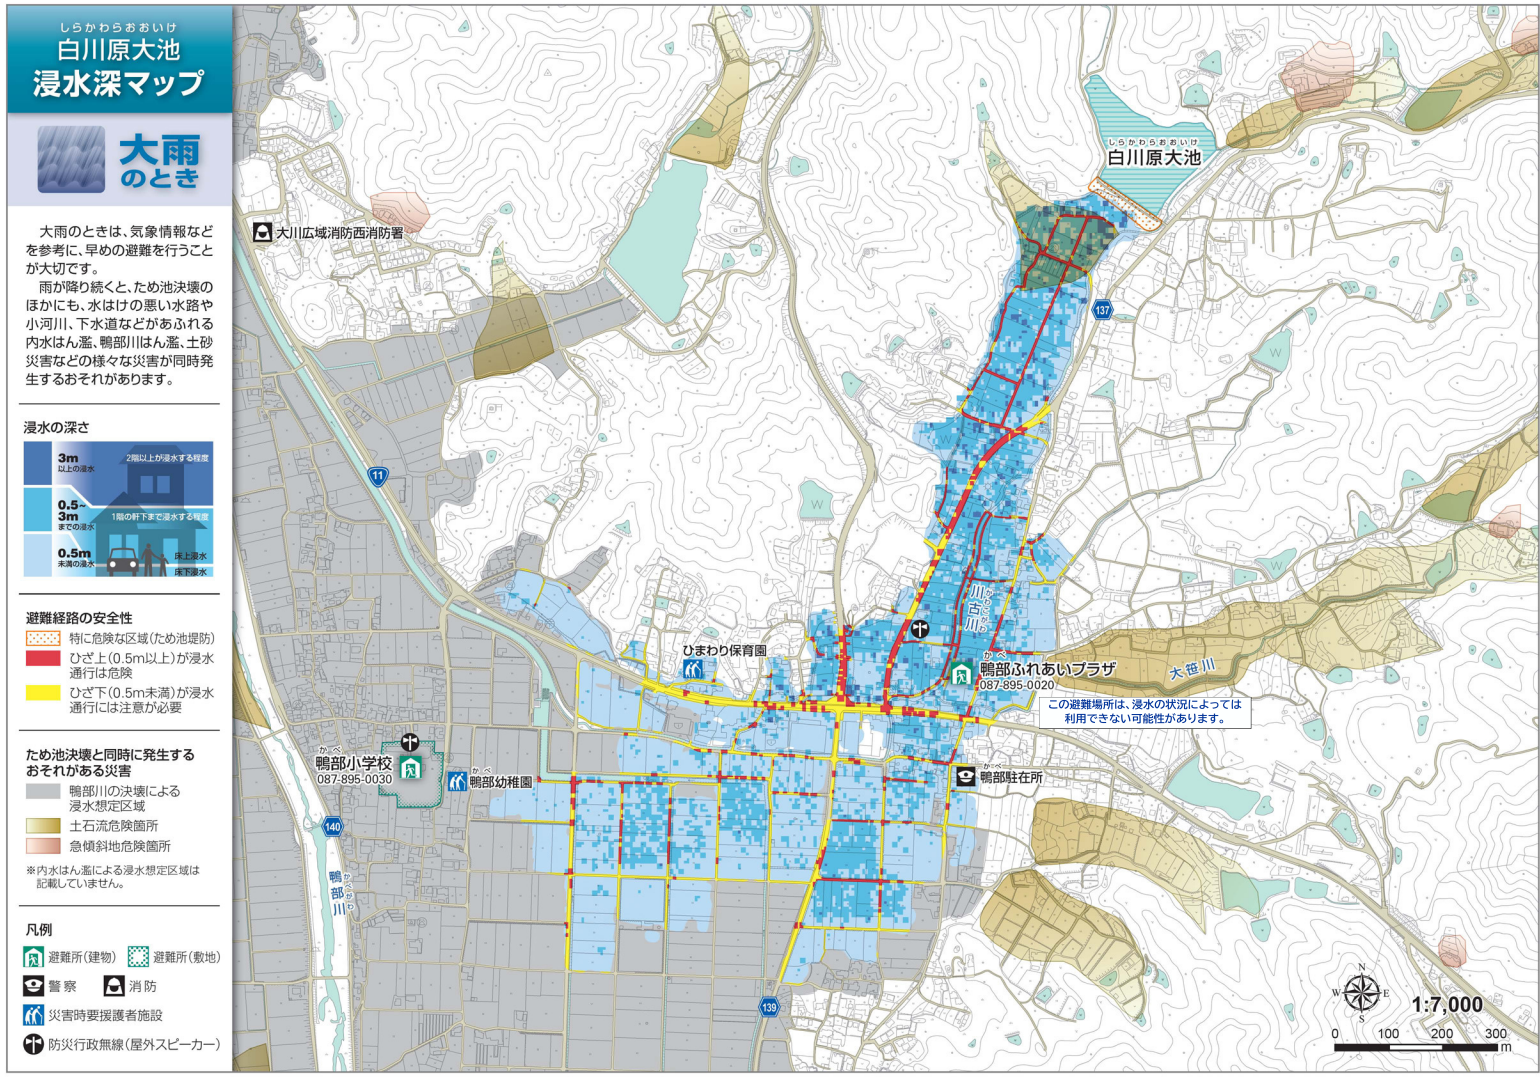 しらかわらおおいけ
白川原大池
浸水深マップ
大雨
のとき
大雨のときは、気象情報など
を参考に、早めの避難を行うこと
が大切です。
雨が降り続くと、ため池決壊の
ほかにも、水はけの悪い水路や
小河川、下水道などがあふれる
内水はん濫、鴨部川はん濫、土砂
災害などの様々な災害が同時発
生するおそれがあります。
浸水の深さ
3m
以上の浸水
2階以上が浸水する程度
0.5~
3m
までの浸水
1階の軒下まで浸水する程度
0.5m
未満の浸水
床上浸水
床下浸水
避難経路の安全性
特に危険な区域(ため池堤防)
ひざ上(0.5m以上)が浸水
通行は危険
ひざ下(0.5m未満)が浸水
通行には注意が必要
ため池決壊と同時に発生する
おそれがある災害
鴨部川の決壊による
浸水想定区域
土石流危険箇所
急傾斜地危険箇所
※内水はん濫による浸水想定区域は
記載していません。
凡例
避難所(建物)
避難所(敷地)
警察
消防
災害時要援護者施設
防災行政無線(屋外スピーカー)
しらかわらおおいけ
白川原大池
大川広域消防西消防署
137
11
W
W
W
かわこがわ
川古川
ひまわり保育園
かべ
鴨部ふれあいプラザ
087-895-0020
大笹川
この避難場所は、浸水の状況によっては
利用できない可能性があります。
かべ
鴨部小学校
087-895-0030
かべ
鴨部幼稚園
かべ
鴨部駐在所
140
かべがわ
鴨部川
139
N
W
E
S
1:7,000
0
100
200
300
m